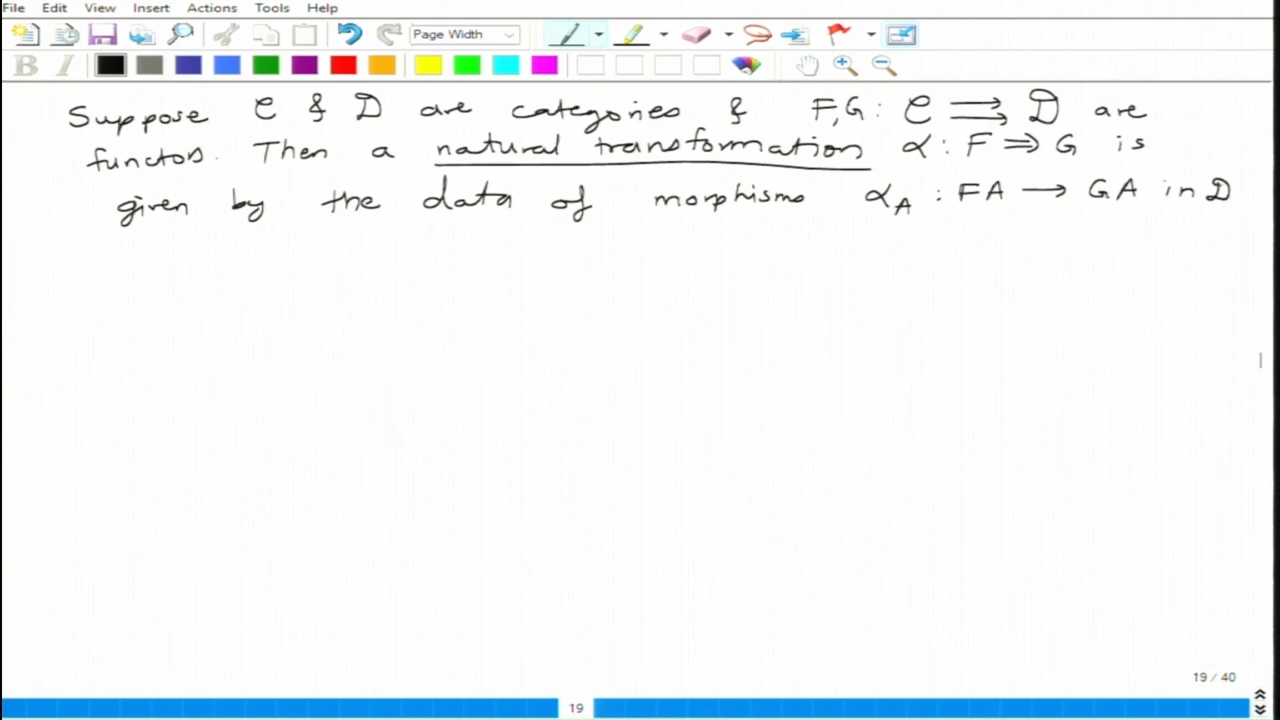 File Edit View Insert Actions Tools Help
Page Width
B I
Suppose C & D are categories & F,G : C ⇉ D are
functors. Then a natural transformation α : F ⇒ G is
given by the data of morphisms α_A : FA → GA in D
19 / 40
19